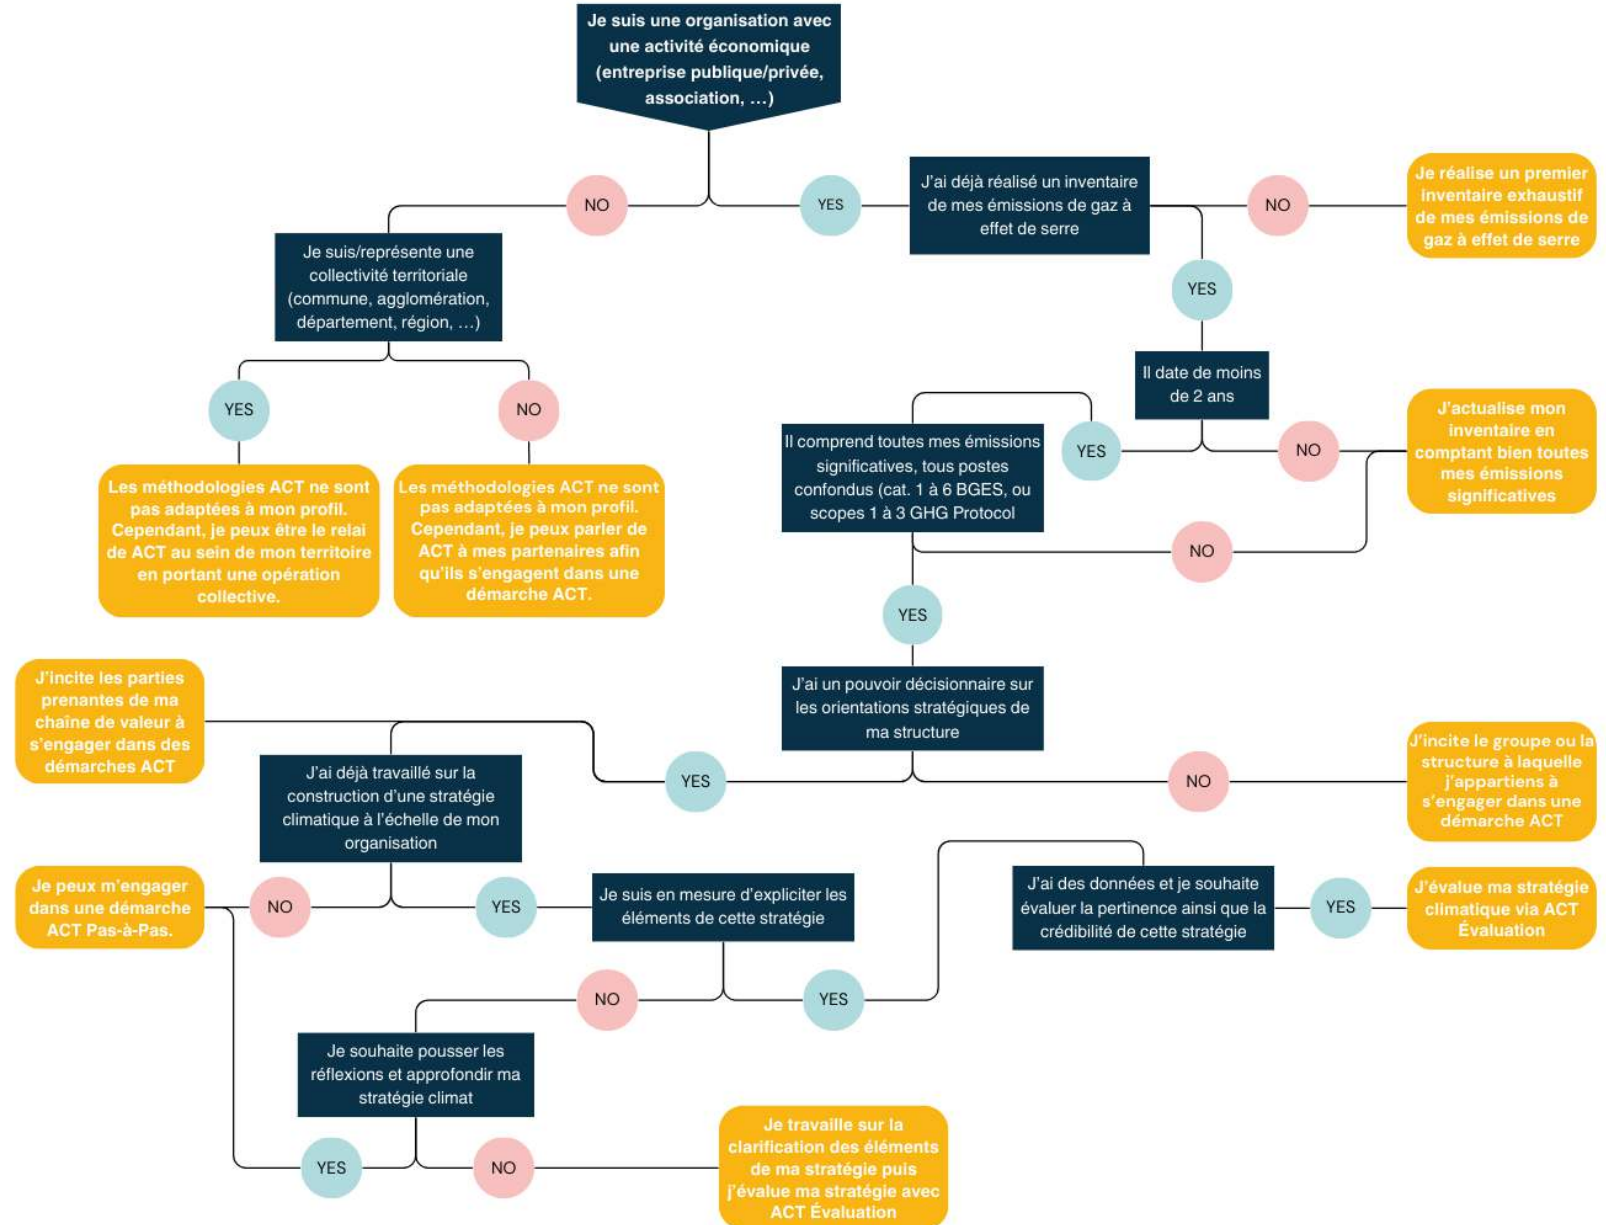 Je suis une organisation avec
une activité économique
(entreprise publique/privée,
association, …)
NO
YES
J'ai déjà réalisé un inventaire
de mes émissions de gaz à
effet de serre
NO
Je réalise un premier
inventaire exhaustif
de mes émissions de
gaz à effet de serre
Je suis/représente une
collectivité territoriale
(commune, agglomération,
département, région, …)
YES
Il date de moins
de 2 ans
YES
NO
Les méthodologies ACT ne sont
pas adaptées à mon profil.
Cependant, je peux être le relai
de ACT au sein de mon territoire
en portant une opération
collective.
Les méthodologies ACT ne sont
pas adaptées à mon profil.
Cependant, je peux parler de
ACT à mes partenaires afin
qu'ils s'engagent dans une
démarche ACT.
Il comprend toutes mes émissions
significatives, tous postes
confondus (cat. 1 à 6 BGES, ou
scopes 1 à 3 GHG Protocol
YES
NO
J'actualise mon
inventaire en
comptant bien toutes
mes émissions
significatives
NO
YES
J'ai un pouvoir décisionnaire sur
les orientations stratégiques de
ma structure
J'incite les parties
prenantes de ma
chaîne de valeur à
s'engager dans des
démarches ACT
YES
NO
J'incite le groupe ou la
structure à laquelle
j'appartiens à
s'engager dans une
démarche ACT
J'ai déjà travaillé sur la
construction d'une stratégie
climatique à l'échelle de mon
organisation
Je peux m'engager
dans une démarche
ACT Pas-à-Pas.
NO
YES
Je suis en mesure d'expliciter les
éléments de cette stratégie
J'ai des données et je souhaite
évaluer la pertinence ainsi que la
crédibilité de cette stratégie
YES
J'évalue ma stratégie
climatique via ACT
Évaluation
NO
YES
Je souhaite pousser les
réflexions et approfondir ma
stratégie climat
YES
NO
Je travaille sur la
clarification des éléments
de ma stratégie puis
j'évalue ma stratégie avec
ACT Évaluation